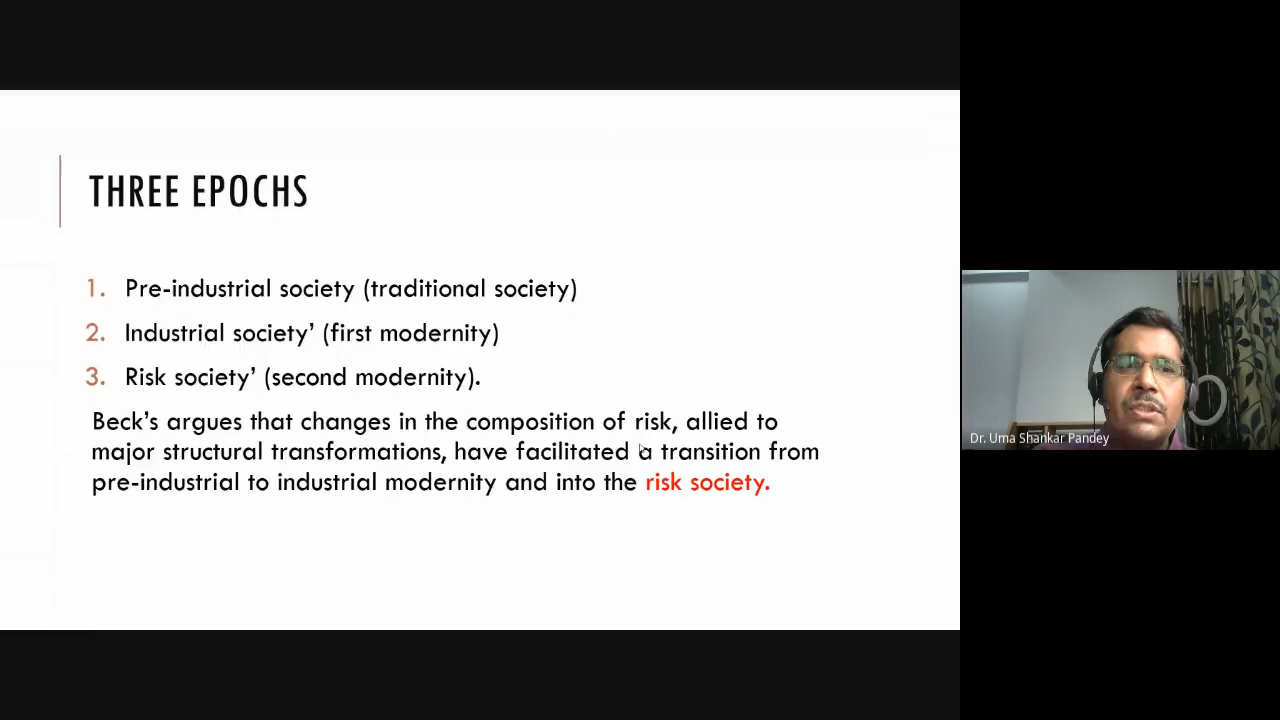 THREE EPOCHS
1. Pre-industrial society (traditional society)
2. Industrial society’ (first modernity)
3. Risk society’ (second modernity).
Beck’s argues that changes in the composition of risk, allied to
major structural transformations, have facilitated a transition from
pre-industrial to industrial modernity and into the risk society.
Dr. Uma Shankar Pandey